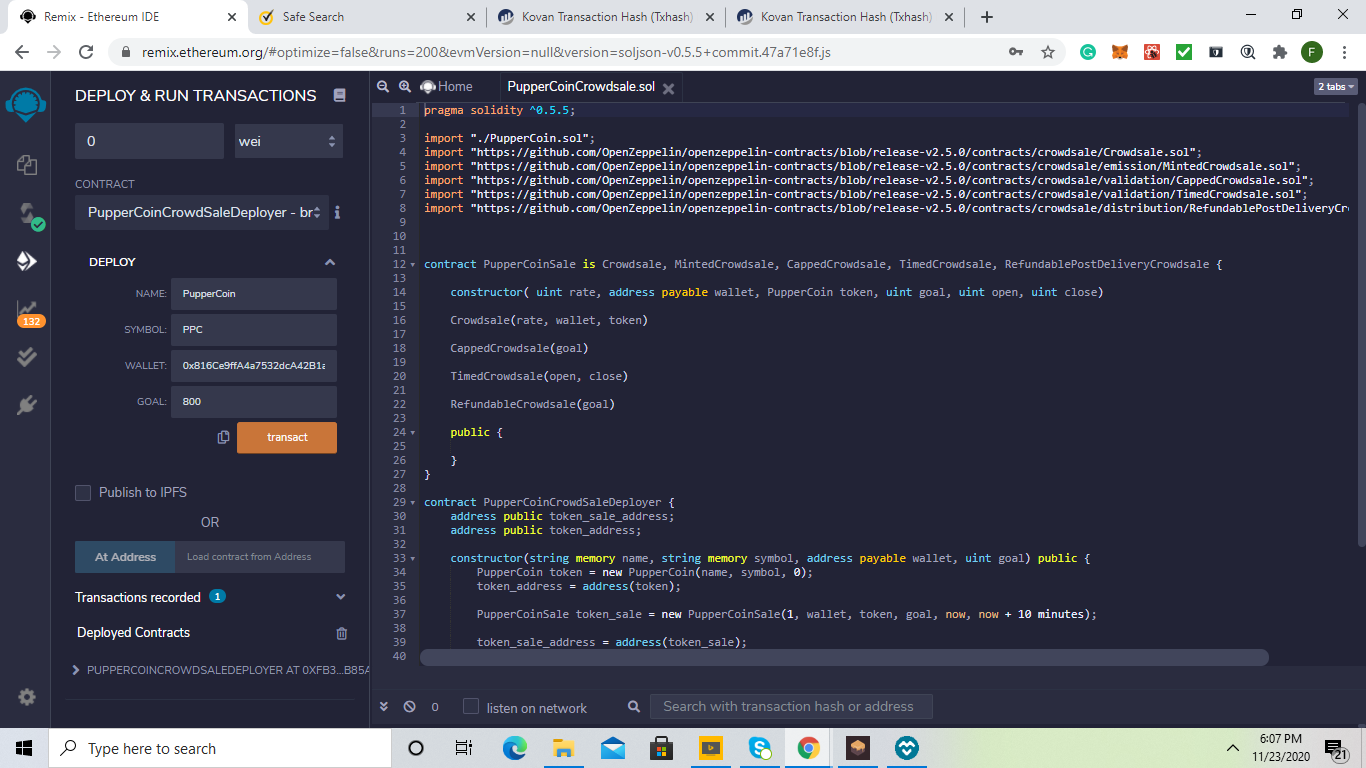 Remix - Ethereum IDE
Safe Search
Kovan Transaction Hash (Txhash)
Kovan Transaction Hash (Txhash)
remix.ethereum.org/#optimize=false&runs=200&evmVersion=null&version=soljson-v0.5.5+commit.47a71e8f.js
F
DEPLOY & RUN TRANSACTIONS
0 wei
CONTRACT
PupperCoinCrowdSaleDeployer - br
DEPLOY
NAME: PupperCoin
SYMBOL: PPC
WALLET: 0x816Ce9ffA4a7532dcA42B1a
GOAL: 800
transact
Publish to IPFS
OR
At Address Load contract from Address
Transactions recorded 1
Deployed Contracts
PUPPERCOINCROWDSALEDEPLOYER AT 0XFB3...B85A
132
Home PupperCoinCrowdsale.sol 2 tabs
1 pragma solidity ^0.5.5;
2
3 import "./PupperCoin.sol";
4 import "https://github.com/OpenZeppelin/openzeppelin-contracts/blob/release-v2.5.0/contracts/crowdsale/Crowdsale.sol";
5 import "https://github.com/OpenZeppelin/openzeppelin-contracts/blob/release-v2.5.0/contracts/crowdsale/emission/MintedCrowdsale.sol";
6 import "https://github.com/OpenZeppelin/openzeppelin-contracts/blob/release-v2.5.0/contracts/crowdsale/validation/CappedCrowdsale.sol";
7 import "https://github.com/OpenZeppelin/openzeppelin-contracts/blob/release-v2.5.0/contracts/crowdsale/validation/TimedCrowdsale.sol";
8 import "https://github.com/OpenZeppelin/openzeppelin-contracts/blob/release-v2.5.0/contracts/crowdsale/distribution/RefundablePostDeliveryCro
9
10
11
12 contract PupperCoinSale is Crowdsale, MintedCrowdsale, CappedCrowdsale, TimedCrowdsale, RefundablePostDeliveryCrowdsale {
13
14 constructor( uint rate, address payable wallet, PupperCoin token, uint goal, uint open, uint close)
15
16 Crowdsale(rate, wallet, token)
17
18 CappedCrowdsale(goal)
19
20 TimedCrowdsale(open, close)
21
22 RefundableCrowdsale(goal)
23
24 public {
25
26 }
27 }
28
29 contract PupperCoinCrowdSaleDeployer {
30 address public token_sale_address;
31 address public token_address;
32
33 constructor(string memory name, string memory symbol, address payable wallet, uint goal) public {
34 PupperCoin token = new PupperCoin(name, symbol, 0);
35 token_address = address(token);
36
37 PupperCoinSale token_sale = new PupperCoinSale(1, wallet, token, goal, now, now + 10 minutes);
38
39 token_sale_address = address(token_sale);
40
0 listen on network Search with transaction hash or address
Type here to search
6:07 PM
11/23/2020
21